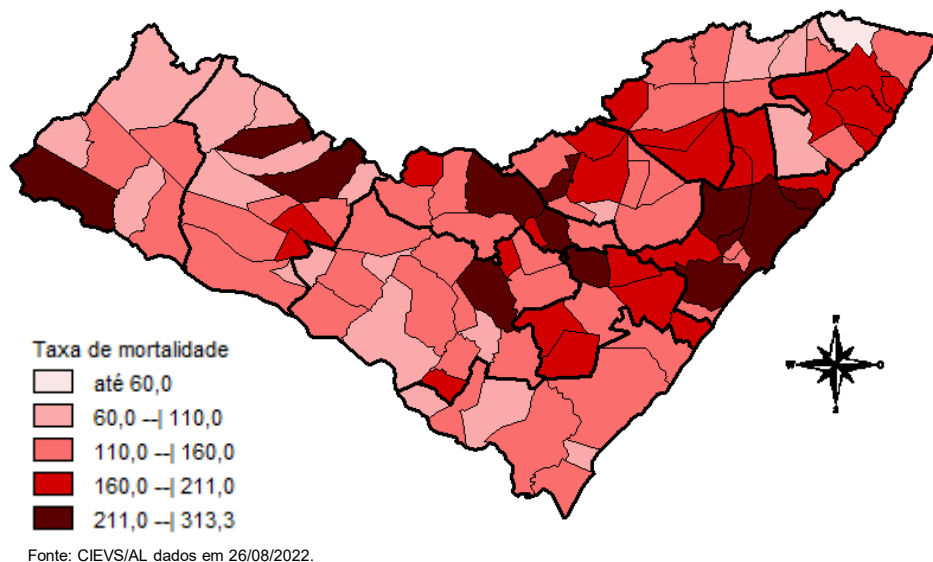 Taxa de mortalidade
até 60,0
60,0 --| 110,0
110,0 --| 160,0
160,0 --| 211,0
211,0 --| 313,3
N
W
O
S
Fonte: CIEVS/AL dados em 26/08/2022.